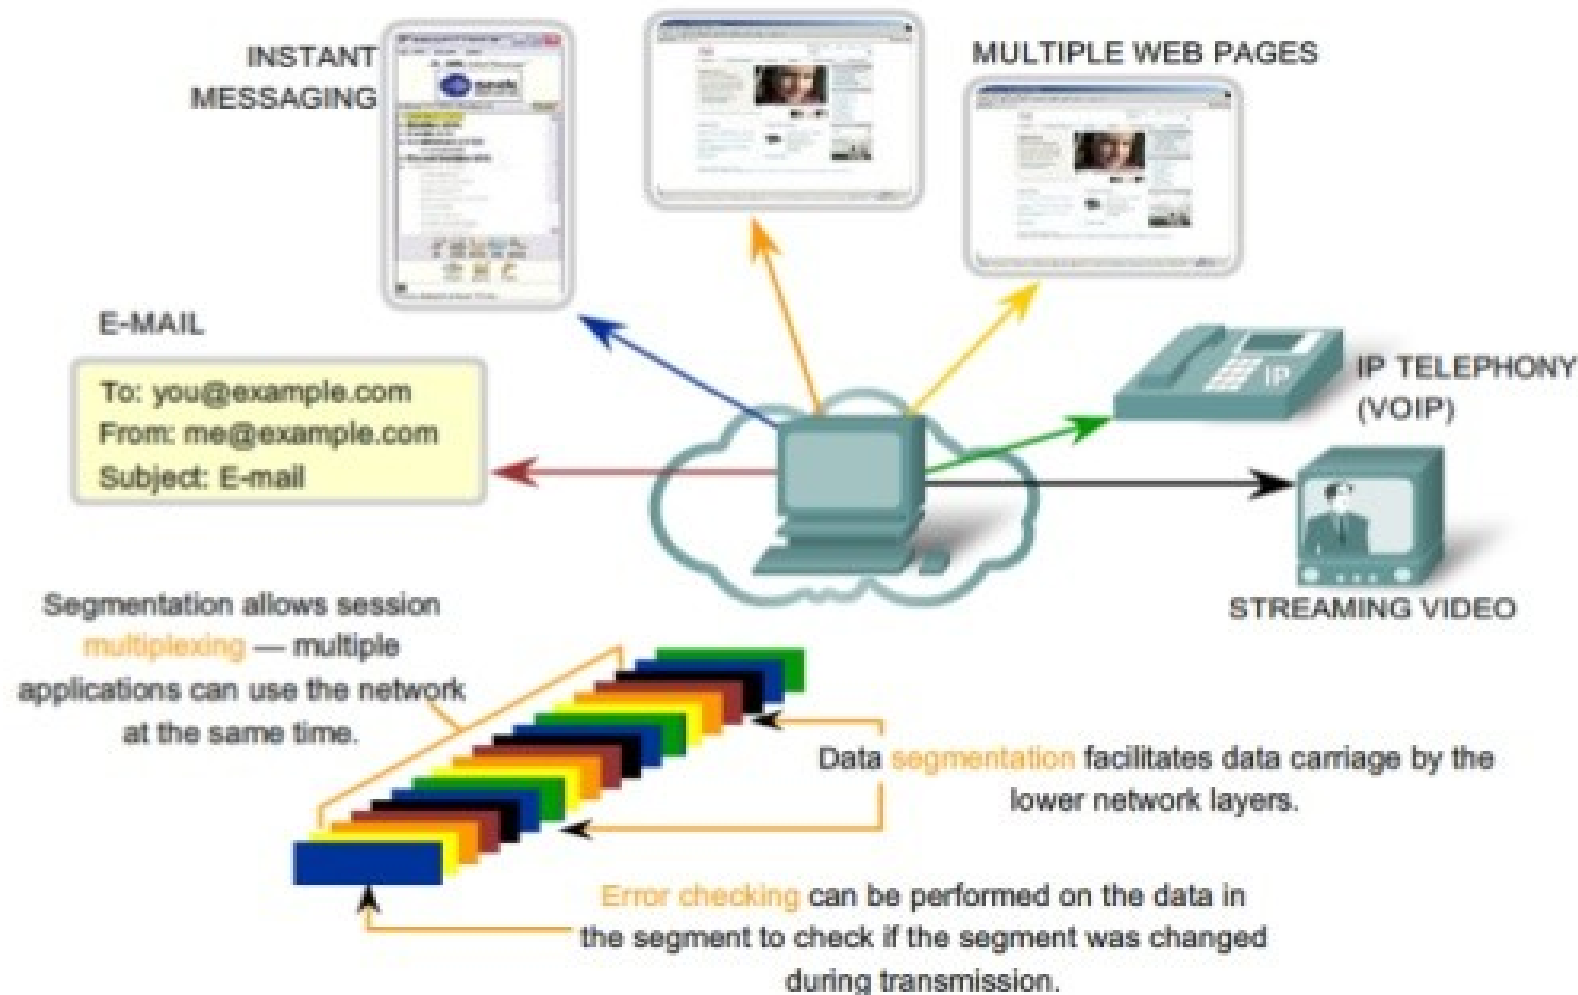 INSTANT
MESSAGING
MULTIPLE WEB PAGES
E-MAIL
To: you@example.com
From: me@example.com
Subject: E-mail
IP
IP TELEPHONY
(VOIP)
STREAMING VIDEO
Segmentation allows session
multiplexing — multiple
applications can use the network
at the same time.
Data segmentation facilitates data carriage by the
lower network layers.
Error checking can be performed on the data in
the segment to check if the segment was changed
during transmission.